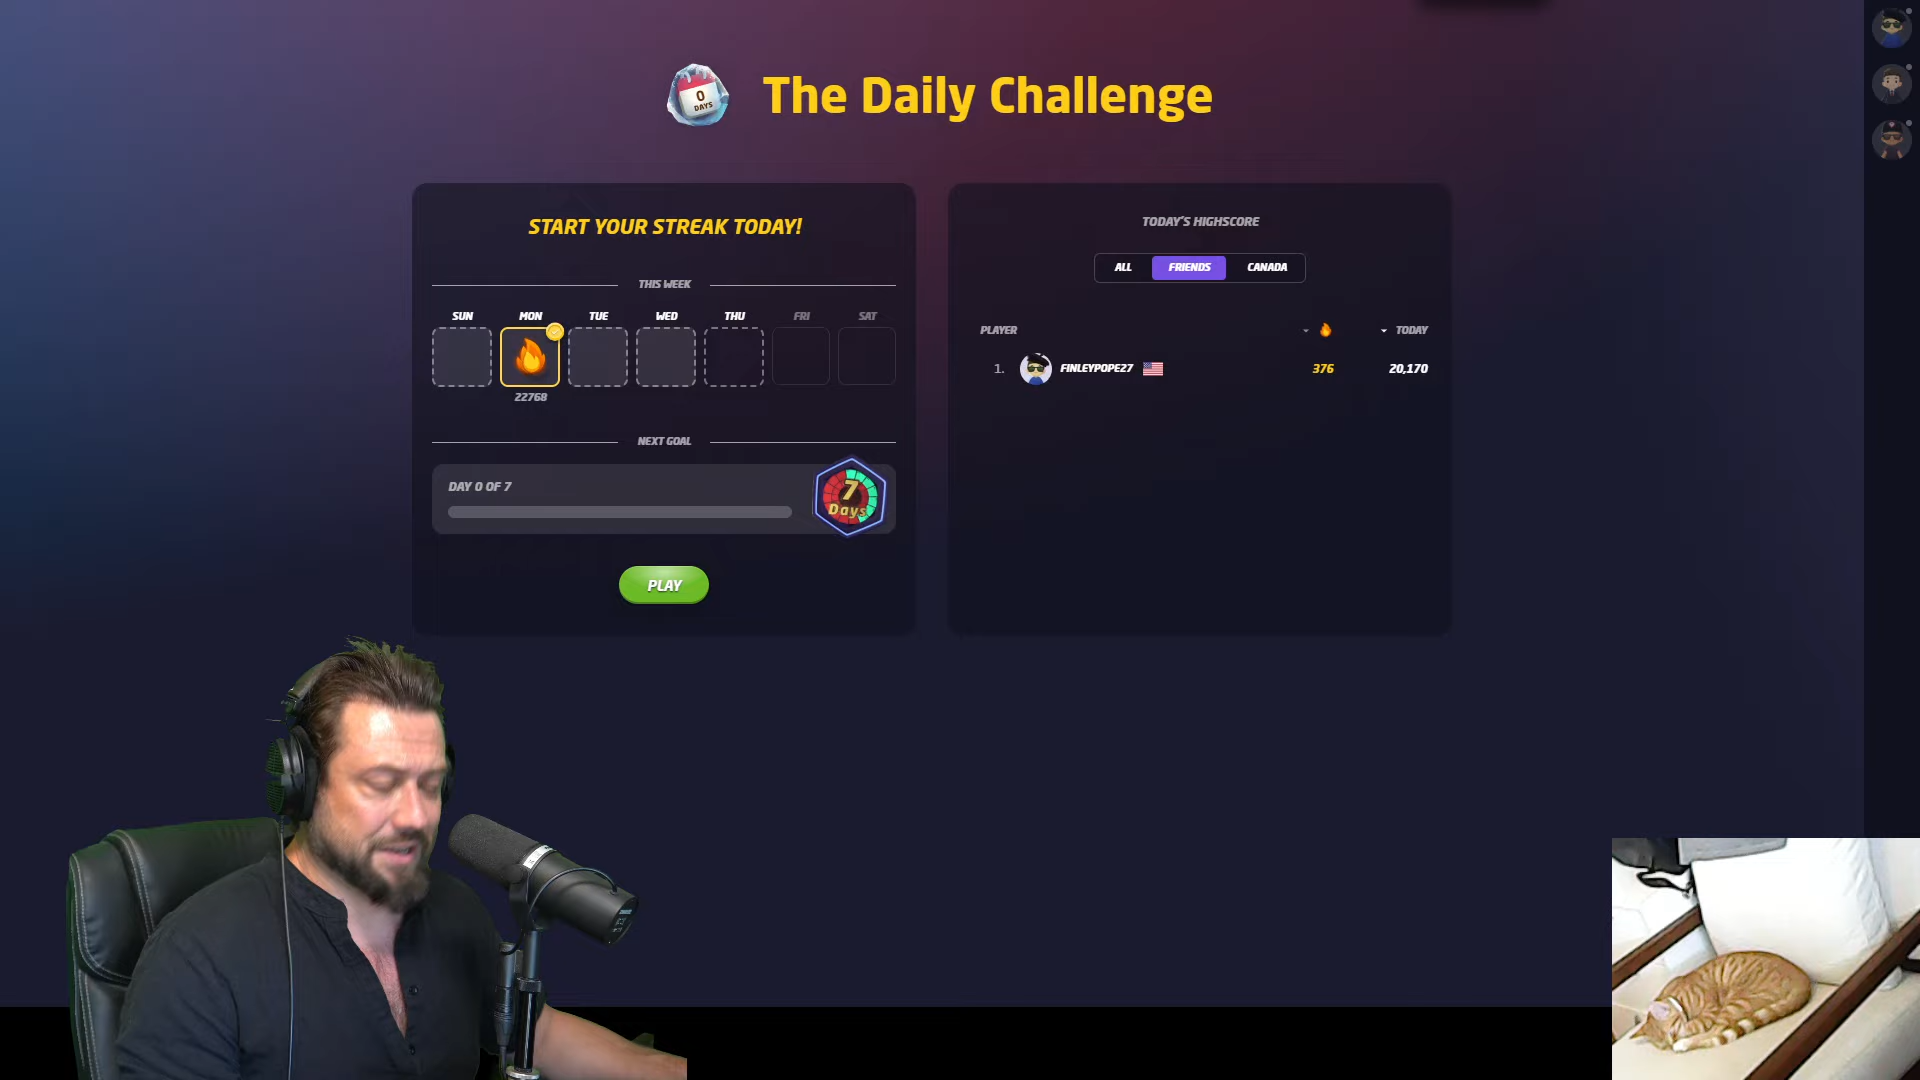 0
DAYS
The Daily Challenge
START YOUR STREAK TODAY!
THIS WEEK
SUN MON TUE WED THU FRI SAT
22768
NEXT GOAL
DAY 0 OF 7
7
Days
PLAY
TODAY'S HIGHSCORE
ALL FRIENDS CANADA
PLAYER TODAY
1. FINLEYPOPE27 376 20,170